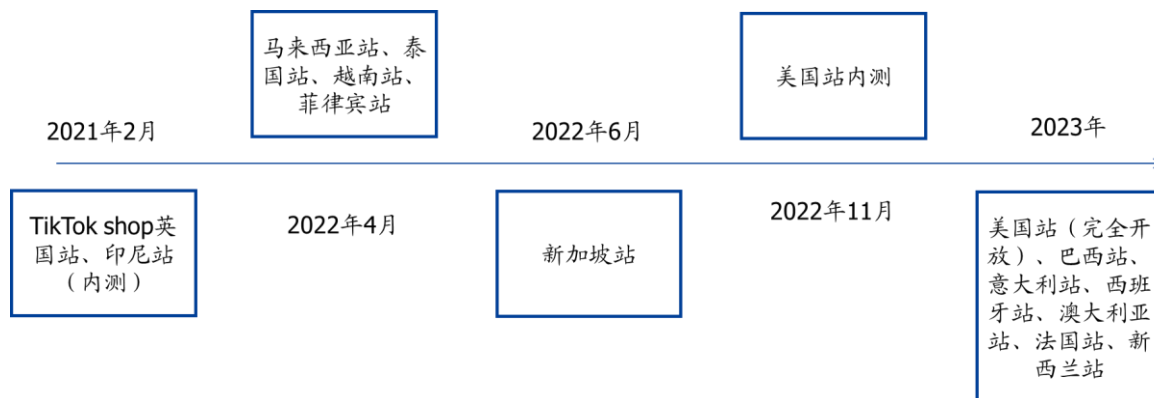 马来西亚站、泰
国站、越南站、
菲律宾站
美国站内测
2021年2月
2022年6月
2023年
TikTok shop英
国站、印尼站
（内测）
2022年4月
新加坡站
2022年11月
美国站（完全开
放）、巴西站、
意大利站、西班
牙站、澳大利亚
站、法国站、新
西兰站